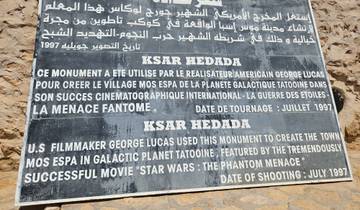 إستغل المخرج الأمريكي الشهير جورج لوكاس هذا المعلم
لإنشاء مدينة موس إسبا الواقعة في كوكب تاطوين من مجرة
خيالية و ذلك في شريطه الشهير حرب النجوم-التهديد الشبح
تاريخ التصوير جويلية 1997
KSAR HEDADA
CE MONUMENT A ETE UTILISE PAR LE REALISATEUR AMERICAIN GEORGE LUCAS
POUR CREER LE VILLAGE MOS ESPA DE LA PLANETE GALACTIQUE TATOOINE DANS
SON SUCCES CINEMATOGRAPHIQUE INTERNATIONAL - LA GUERRE DES ETOILES -
LA MENACE FANTOME . DATE DE TOURNAGE : JUILLET 1997
KSAR HEDADA
U.S FILMMAKER GEORGE LUCAS USED THIS MONUMENT TO CREATE THE TOWN
MOS ESPA IN GALACTIC PLANET TATOOINE , FEATURED BY THE TREMENDOUSLY
SUCCESSFUL MOVIE "STAR WARS : THE PHANTOM MENACE"
DATE OF SHOOTING : JULY 1997